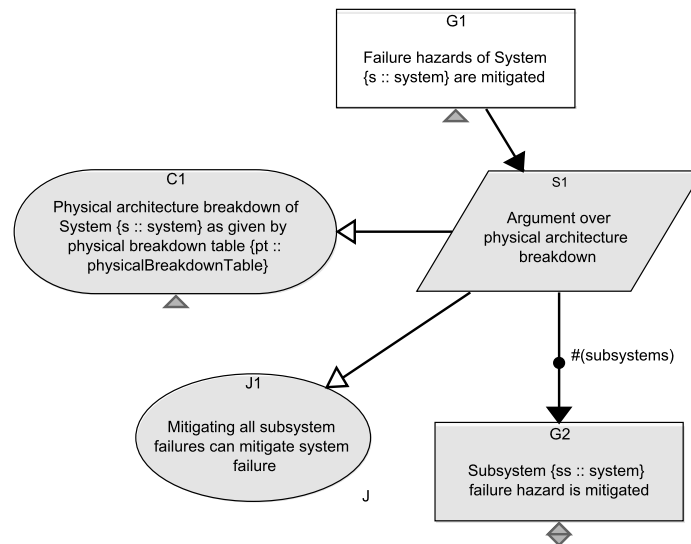 G1
Failure hazards of System
{s :: system} are mitigated
C1
Physical architecture breakdown of
System {s :: system} as given by
physical breakdown table {pt ::
physicalBreakdownTable}
S1
Argument over
physical architecture
breakdown
#(subsystems)
J1
Mitigating all subsystem
failures can mitigate system
failure
J
G2
Subsystem {ss :: system}
failure hazard is mitigated